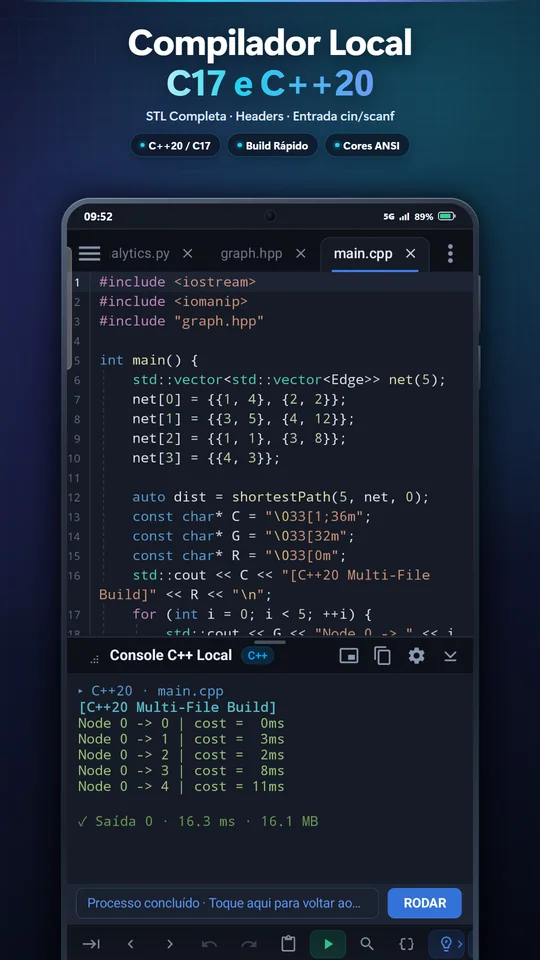 Compilador Local
C17 e C++20
STL Completa · Headers · Entrada cin/scanf
C++20 / C17
Build Rápido
Cores ANSI
09:52
5G 89%
alytics.py
graph.hpp
main.cpp
1 #include <iostream>
2 #include <iomanip>
3 #include "graph.hpp"
4
5 int main() {
6 std::vector<std::vector<Edge>> net(5);
7 net[0] = {{1, 4}, {2, 2}};
8 net[1] = {{3, 5}, {4, 12}};
9 net[2] = {{1, 1}, {3, 8}};
10 net[3] = {{4, 3}};
11
12 auto dist = shortestPath(5, net, 0);
13 const char* C = "\033[1;36m";
14 const char* G = "\033[32m";
15 const char* R = "\033[0m";
16 std::cout << C << "[C++20 Multi-File
Build]" << R << "\n";
17 for (int i = 0; i < 5; ++i) {
18 std::cout << G << "Node 0 -> " << i
Console C++ Local
C++
▸ C++20 · main.cpp
[C++20 Multi-File Build]
Node 0 -> 0 | cost =  0ms
Node 0 -> 1 | cost =  3ms
Node 0 -> 2 | cost =  2ms
Node 0 -> 3 | cost =  8ms
Node 0 -> 4 | cost = 11ms
✓ Saída 0 · 16.3 ms · 16.1 MB
Processo concluído · Toque aqui para voltar ao...
RODAR